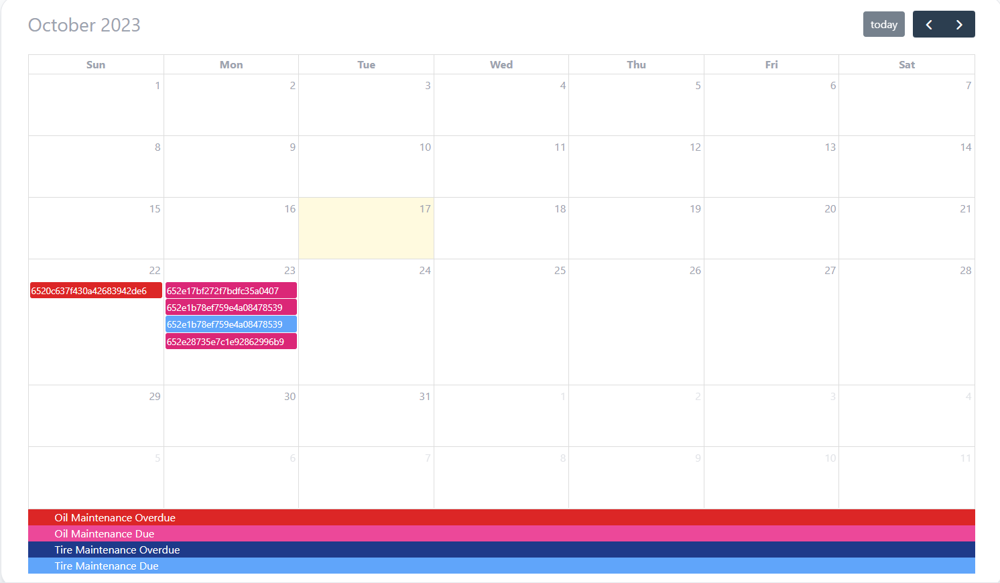 October 2023
today
Sun Mon Tue Wed Thu Fri Sat
1 2 3 4 5 6 7
8 9 10 11 12 13 14
15 16 17 18 19 20 21
22 23 24 25 26 27 28
6520c637f430a42683942de6 652e17bf272f7bdfc35a0407
652e1b78ef759e4a08478539
652e1b78ef759e4a08478539
652e28735e7c1e92862996b9
29 30 31 1 2 3 4
5 6 7 8 9 10 11
Oil Maintenance Overdue
Oil Maintenance Due
Tire Maintenance Overdue
Tire Maintenance Due